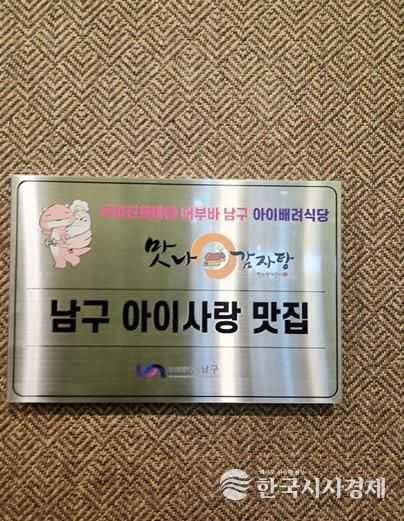 어부바 남구 아이배려식당
맛나 감자탕
남구 아이사랑 맛집
남구
한국시사경제